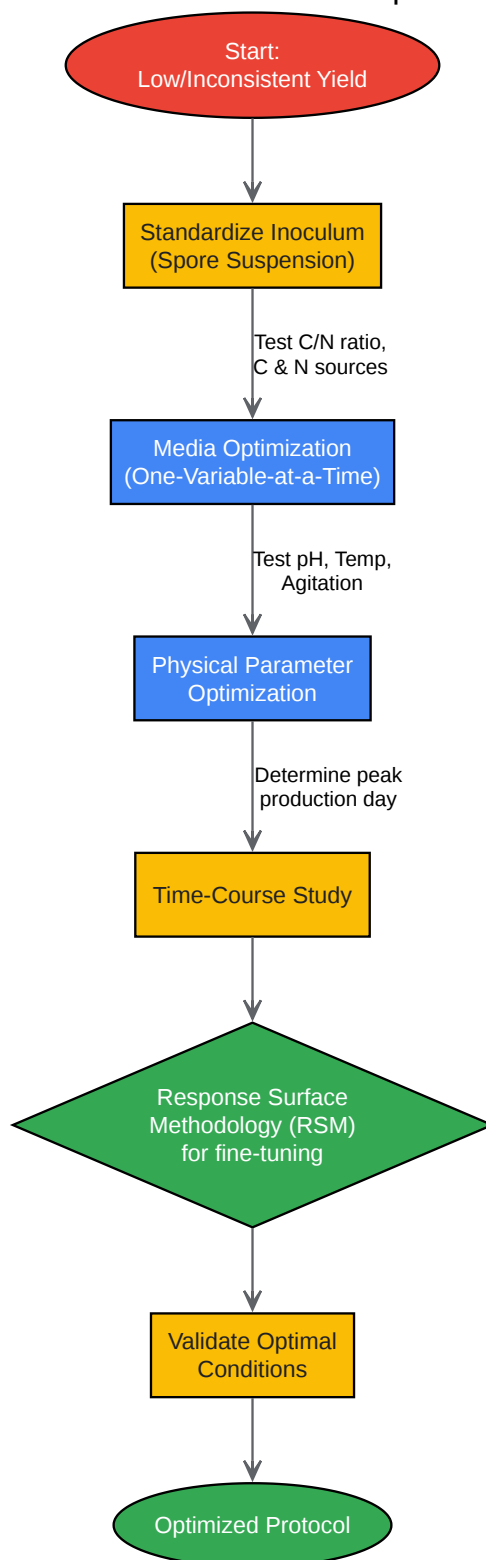 Start:
Low/Inconsistent Yield
Standardize Inoculum
(Spore Suspension)
Test C/N ratio,
C & N sources
Media Optimization
(One-Variable-at-a-Time)
Test pH, Temp,
Agitation
Physical Parameter
Optimization
Determine peak
production day
Time-Course Study
Response Surface
Methodology (RSM)
for fine-tuning
Validate Optimal
Conditions
Optimized Protocol